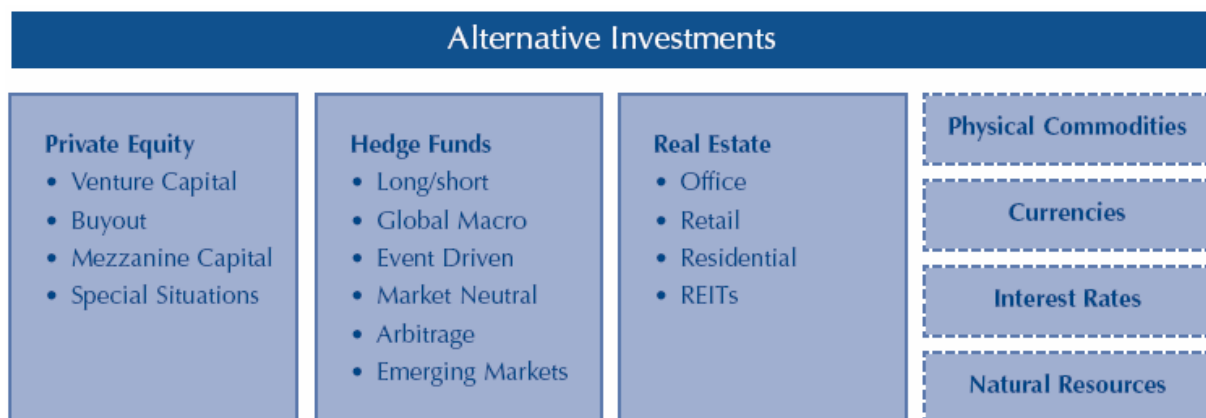 Alternative Investments
Private Equity
• Venture Capital
• Buyout
• Mezzanine Capital
• Special Situations
Hedge Funds
• Long/short
• Global Macro
• Event Driven
• Market Neutral
• Arbitrage
• Emerging Markets
Real Estate
• Office
• Retail
• Residential
• REITs
Physical Commodities
Currencies
Interest Rates
Natural Resources